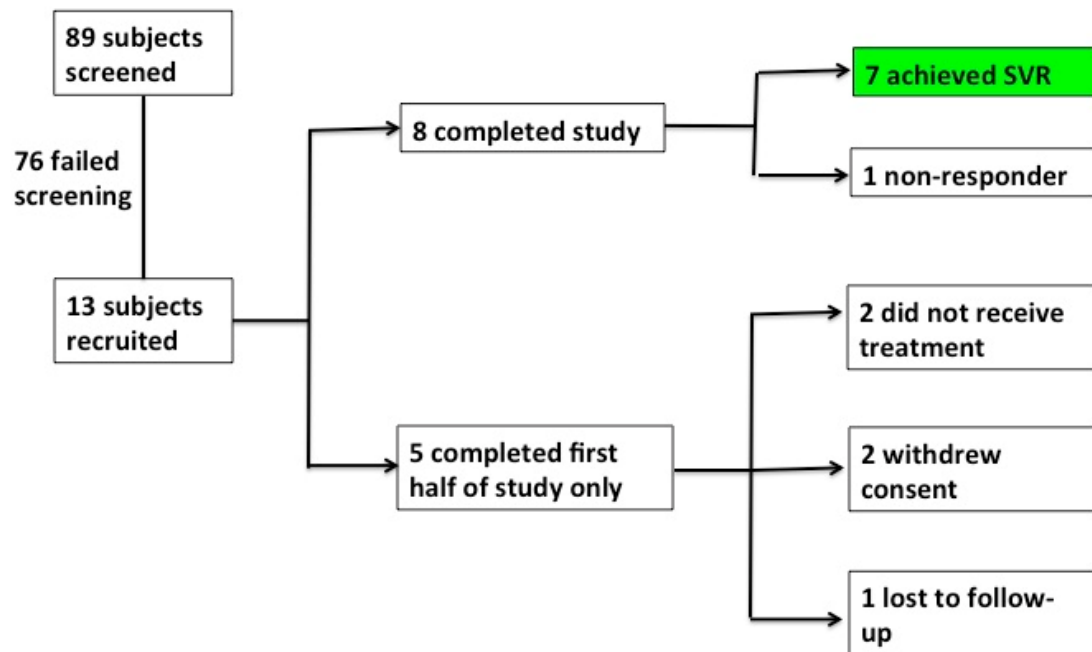 89 subjects
screened
76 failed
screening
13 subjects
recruited
8 completed study
5 completed first
half of study only
7 achieved SVR
1 non-responder
2 did not receive
treatment
2 withdrew
consent
1 lost to follow-
up